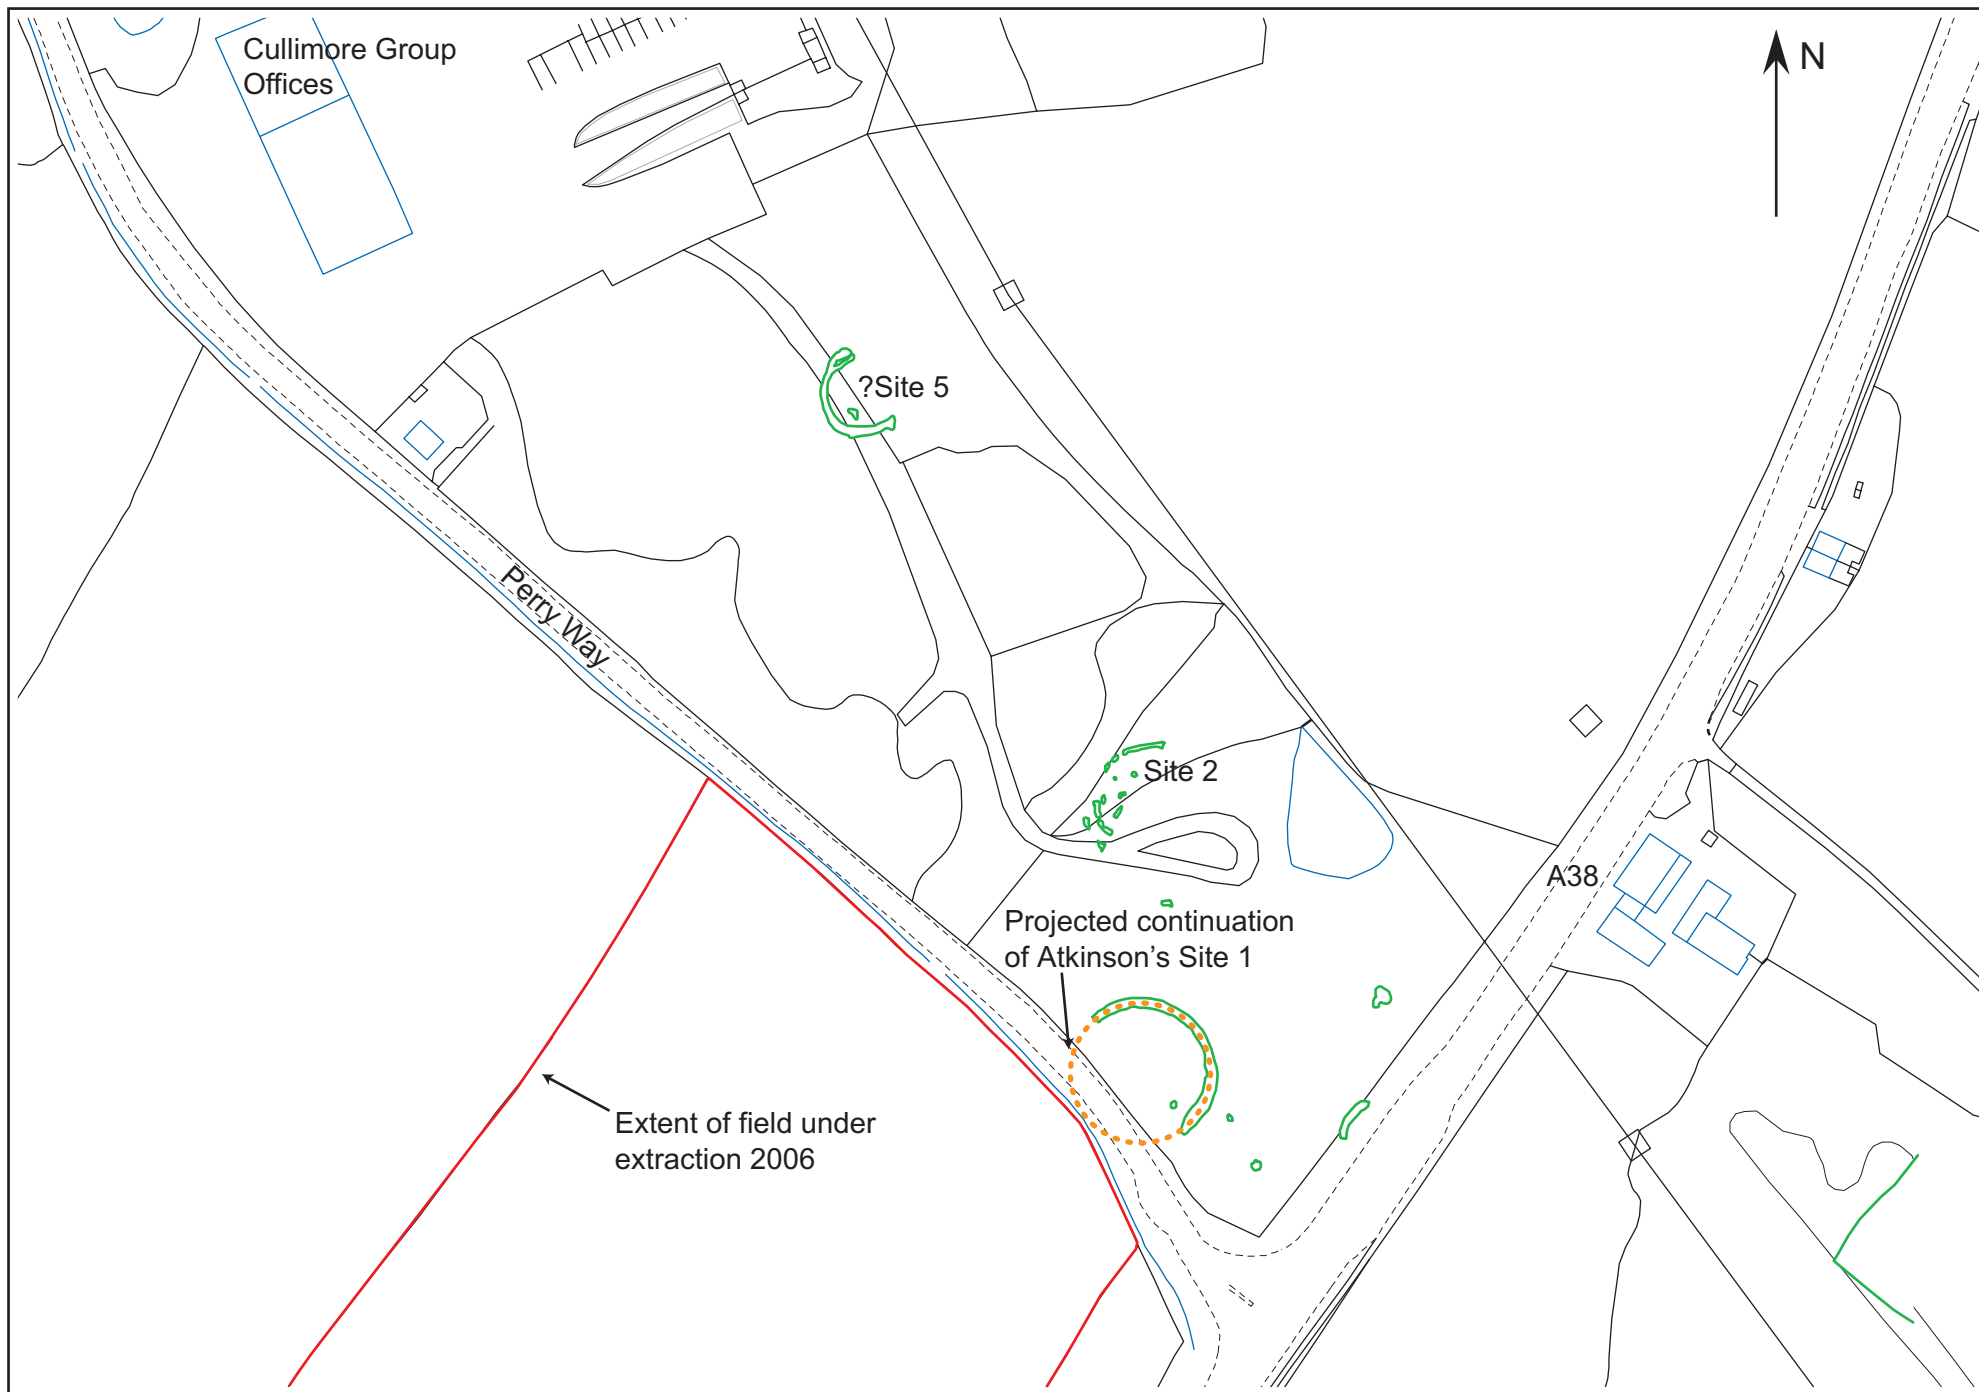 Cullimore Group
Offices
N
?Site 5
Perry Way
Site 2
A38
Projected continuation
of Atkinson’s Site 1
Extent of field under
extraction 2006